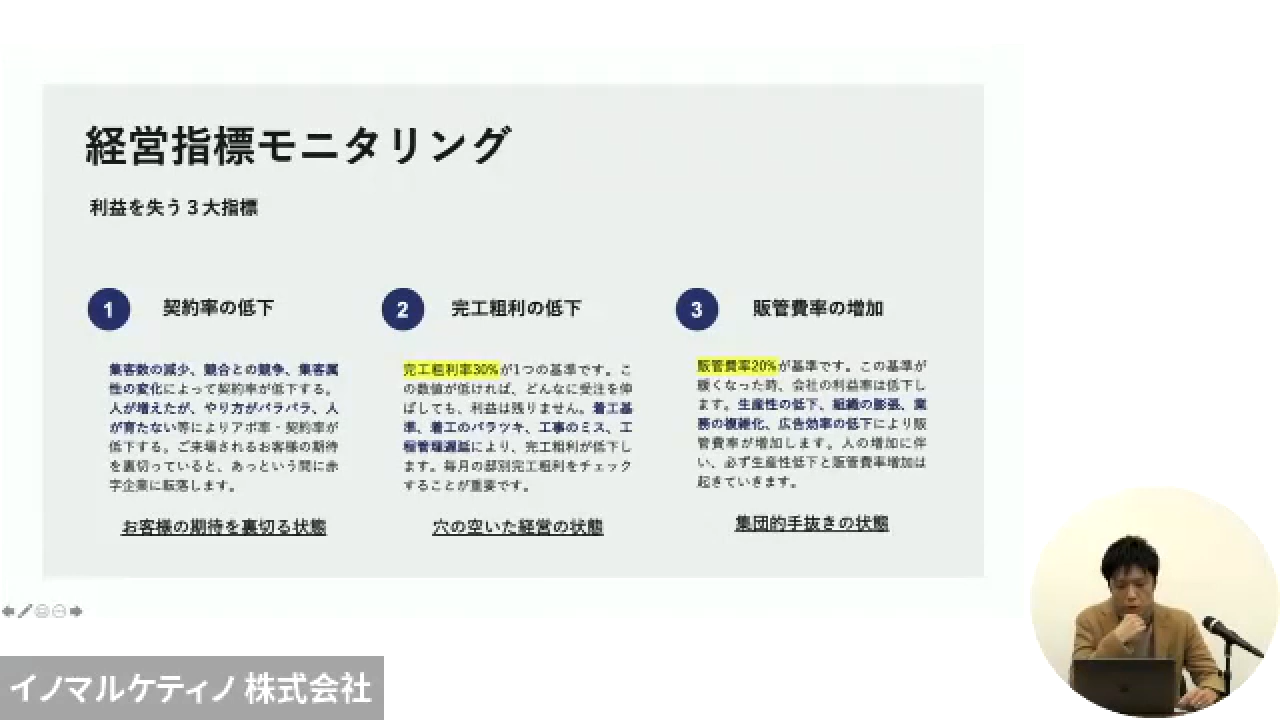 経営指標モニタリング
利益を失う３大指標
1
契約率の低下
集客数の減少、競合との競争、集客属
性の変化によって契約率が低下する。
人が増えたが、やり方がバラバラ、人
が育たない等によりアポ率・契約率が
低下する。ご来場されるお客様の期待
を裏切っていると、あっという間に赤
字企業に転落します。
お客様の期待を裏切る状態
2
完工粗利の低下
完工粗利率30%が1つの基準です。こ
の数値が低ければ、どんなに受注を伸
ばしても、利益は残りません。着工基
準、着工のバラツキ、工事のミス、工
程管理遅延により、完工粗利が低下し
ます。毎月の邸別完工粗利をチェック
することが重要です。
穴の空いた経営の状態
3
販管費率の増加
販管費率20%が基準です。この基準が
緩くなった時、会社の利益率は低下し
ます。生産性の低下、組織の膨張、業
務の複雑化、広告効率の低下により販
管費率が増加します。人の増加に伴
い、必ず生産性低下と販管費率増加は
起きていきます。
集団的手抜きの状態
イノマルケティノ 株式会社